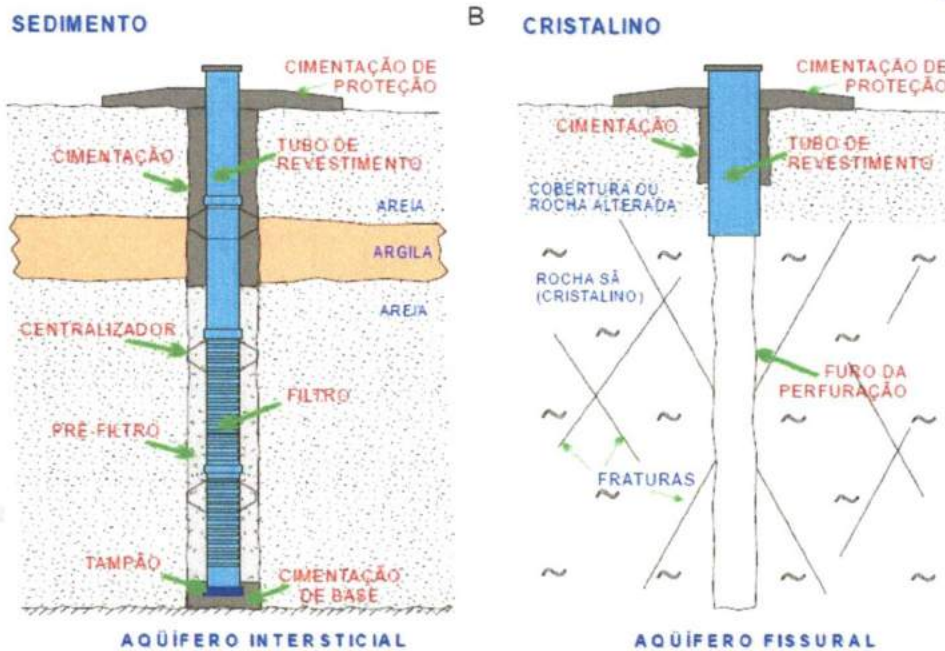 SEDIMENTO
CIMENTAÇÃO DE
PROTEÇÃO
CIMENTAÇÃO
TUBO DE
REVESTIMENTO
AREIA
ARGILA
AREIA
CENTRALIZADOR
FILTRO
PRÉ-FILTRO
TAMPÃO
CIMENTAÇÃO
DE BASE
AQÜÍFERO INTERSTICIAL
B
CRISTALINO
CIMENTAÇÃO DE
PROTEÇÃO
CIMENTAÇÃO
TUBO DE
REVESTIMENTO
COBERTURA OU
ROCHA ALTERADA
ROCHA SÃ
(CRISTALINO)
FURO DA
PERFURAÇÃO
FRATURAS
AQÜÍFERO FISSURAL